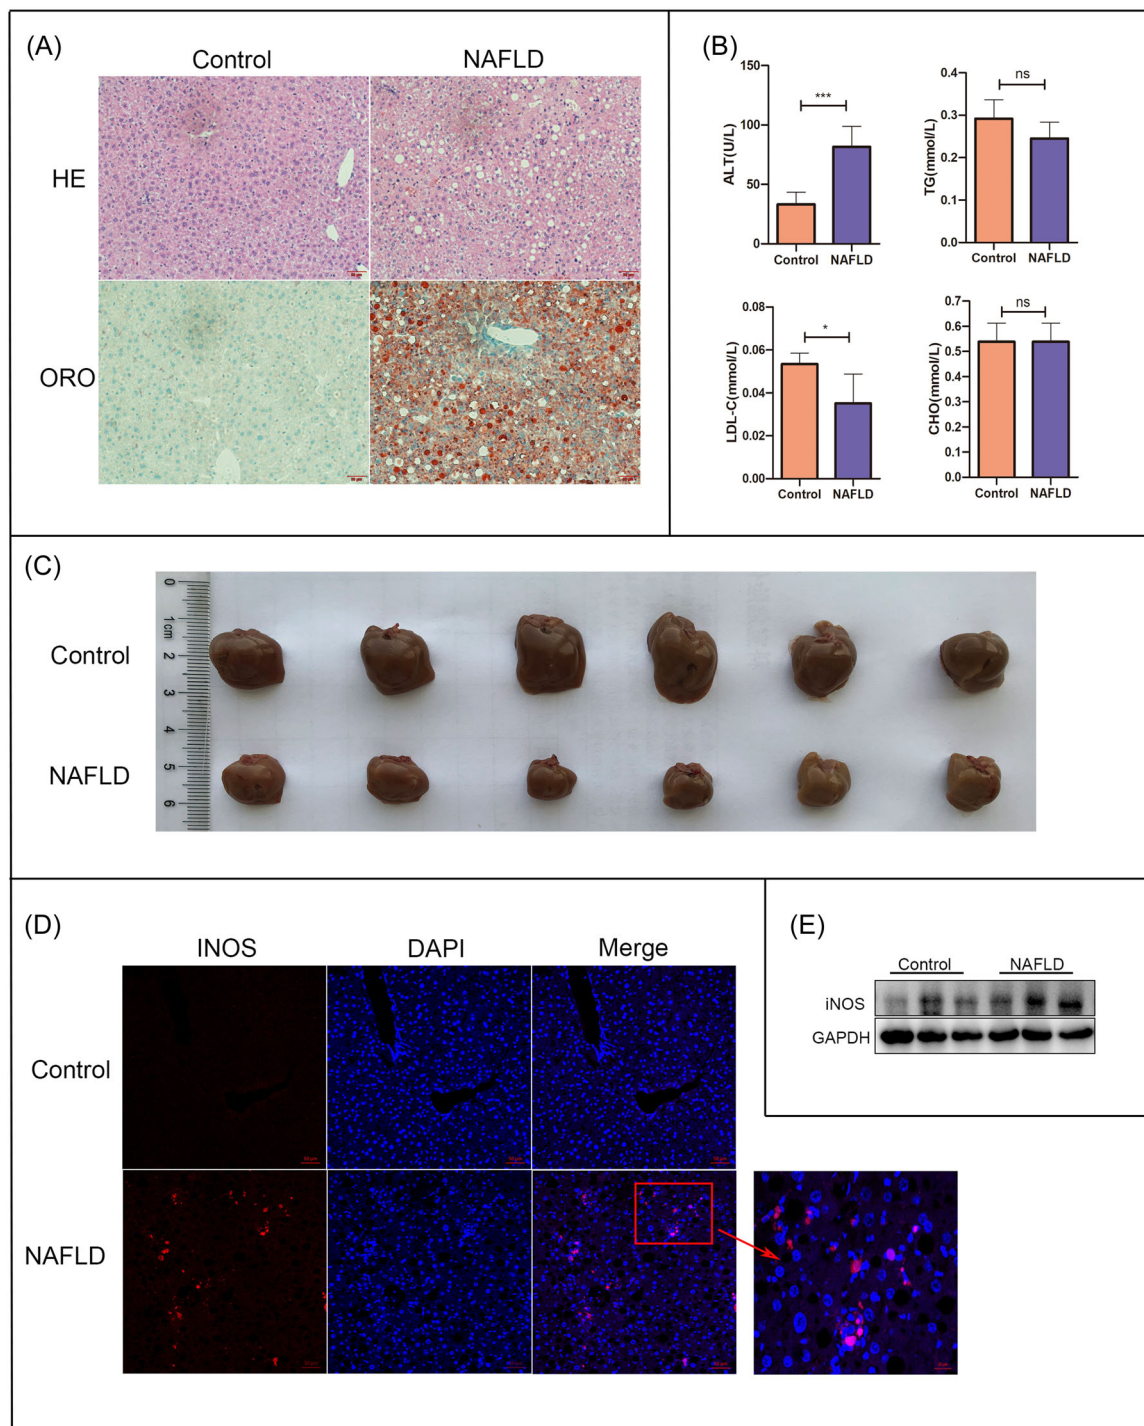 (A)
Control NAFLD
HE
ORO
50 μm
(B)
ALT(U/L)
150
100
50
0
***
Control NAFLD
TG(mmol/L)
0.4
0.3
0.2
0.1
0.0
ns
Control NAFLD
LDL-C(mmol/L)
0.08
0.06
0.04
0.02
0.00
*
Control NAFLD
CHO(mmol/L)
0.7
0.6
0.5
0.4
0.3
0.2
0.1
0.0
ns
Control NAFLD
(C)
Control
NAFLD
0
1cm
2
3
4
5
6
(D)
INOS DAPI Merge
Control
NAFLD
(E)
Control NAFLD
iNOS
GAPDH